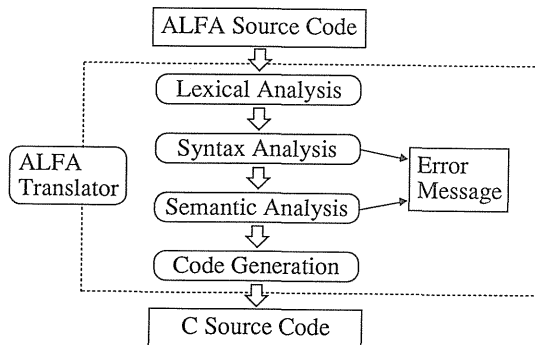 ALFA Source Code
Lexical Analysis
Syntax Analysis
ALFA
Translator
Error
Message
Semantic Analysis
Code Generation
C Source Code